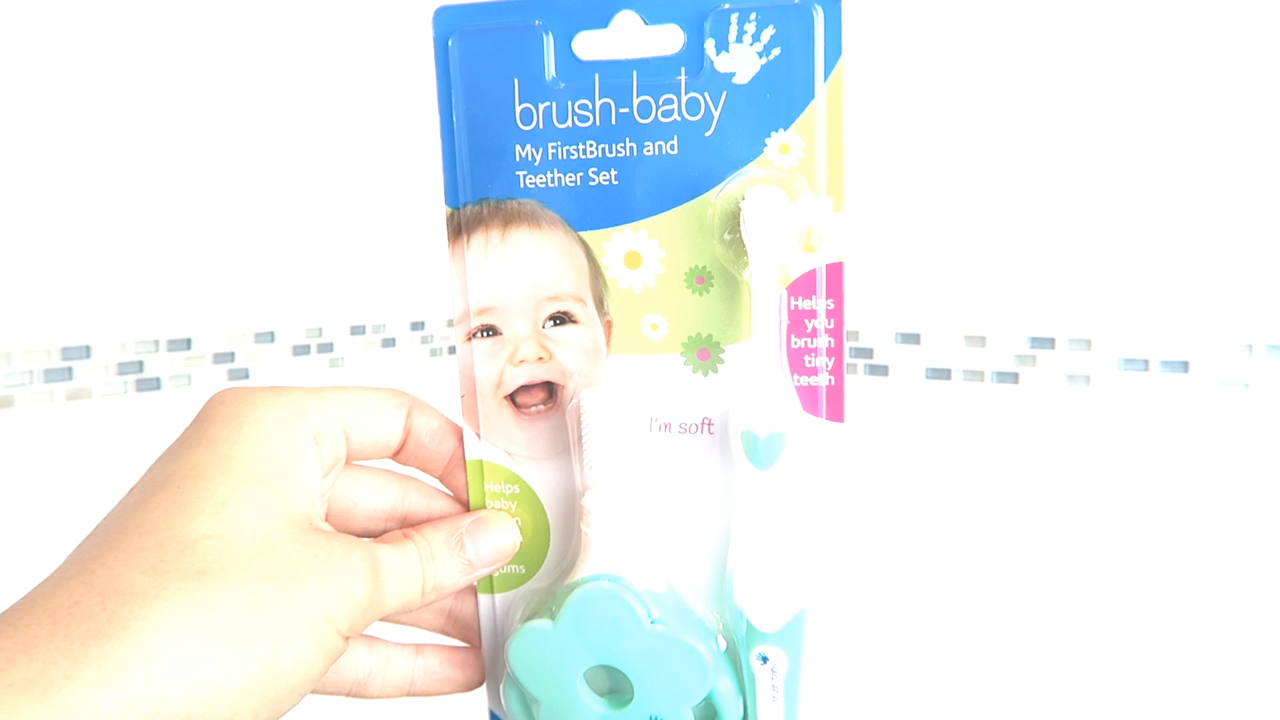 brush-baby
My FirstBrush and
Teether Set
Helps
you
brush
tiny
teeth
I'm soft
Helps
baby
gums